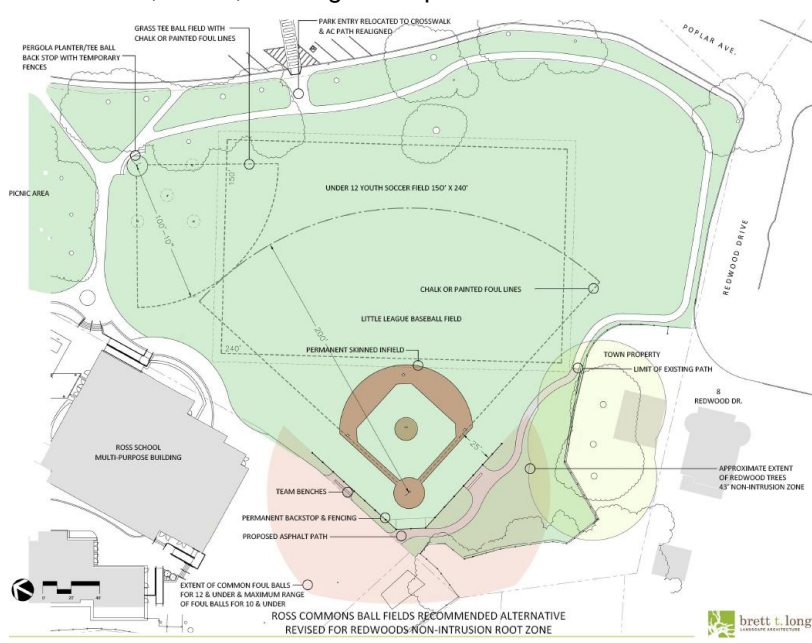 GRASS TEE BALL FIELD WITH
CHALK OR PAINTED FOUL LINES
PARK ENTRY RELOCATED TO CROSSWALK
& AC PATH REALIGNED
POPLAR AVE.
PERGOLA PLANTER/TEE BALL
BACK STOP WITH TEMPORARY
FENCES
150'
PICNIC AREA
UNDER 12 YOUTH SOCCER FIELD 150' X 240'
100'-10"
REDWOOD DRIVE
CHALK OR PAINTED FOUL LINES
200'
LITTLE LEAGUE BASEBALL FIELD
240'
PERMANENT SKINNED INFIELD
TOWN PROPERTY
LIMIT OF EXISTING PATH
8
REDWOOD DR.
ROSS SCHOOL
MULTI-PURPOSE BUILDING
25'
APPROXIMATE EXTENT
OF REDWOOD TREES
43' NON-INTRUSION ZONE
TEAM BENCHES
PERMANENT BACKSTOP & FENCING
PROPOSED ASPHALT PATH
EXTENT OF COMMON FOUL BALLS
FOR 12 & UNDER & MAXIMUM RANGE
OF FOUL BALLS FOR 10 & UNDER
ROSS COMMONS BALL FIELDS RECOMMENDED ALTERNATIVE
REVISED FOR REDWOODS NON-INTRUSION ROOT ZONE
brett t. long
LANDSCAPE ARCHITECTURE